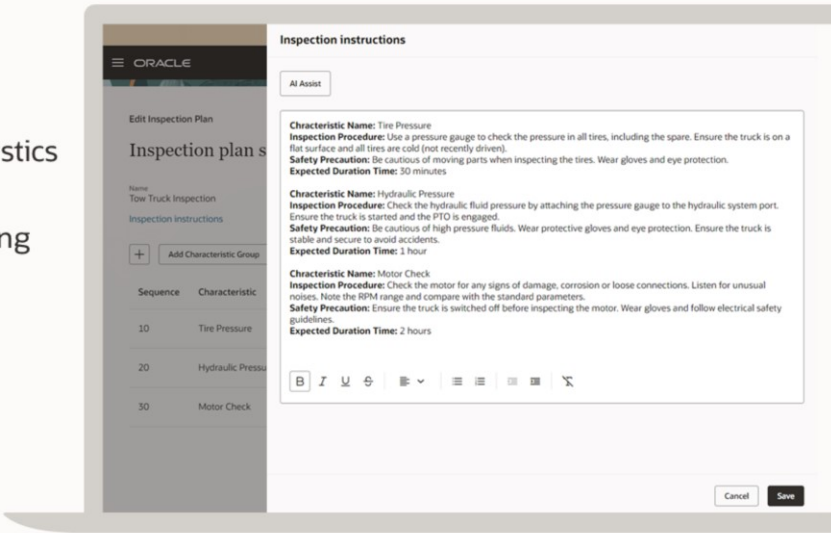 stics
ng
ORACLE
Edit Inspection Plan
Inspection plan s
Name
Tow Truck Inspection
Inspection instructions
Add Characteristic Group
Sequence Characteristic
10 Tire Pressure
20 Hydraulic Pressu
30 Motor Check
Inspection instructions
AI Assist
Chracteristic Name: Tire Pressure
Inspection Procedure: Use a pressure gauge to check the pressure in all tires, including the spare. Ensure the truck is on a
flat surface and all tires are cold (not recently driven).
Safety Precaution: Be cautious of moving parts when inspecting the tires. Wear gloves and eye protection.
Expected Duration Time: 30 minutes
Chracteristic Name: Hydraulic Pressure
Inspection Procedure: Check the hydraulic fluid pressure by attaching the pressure gauge to the hydraulic system port.
Ensure the truck is started and the PTO is engaged.
Safety Precaution: Be cautious of high pressure fluids. Wear protective gloves and eye protection. Ensure the truck is
stable and secure to avoid accidents.
Expected Duration Time: 1 hour
Chracteristic Name: Motor Check
Inspection Procedure: Check the motor for any signs of damage, corrosion or loose connections. Listen for unusual
noises. Note the RPM range and compare with the standard parameters.
Safety Precaution: Ensure the truck is switched off before inspecting the motor. Wear gloves and follow electrical safety
guidelines.
Expected Duration Time: 2 hours
B I U S
Cancel Save